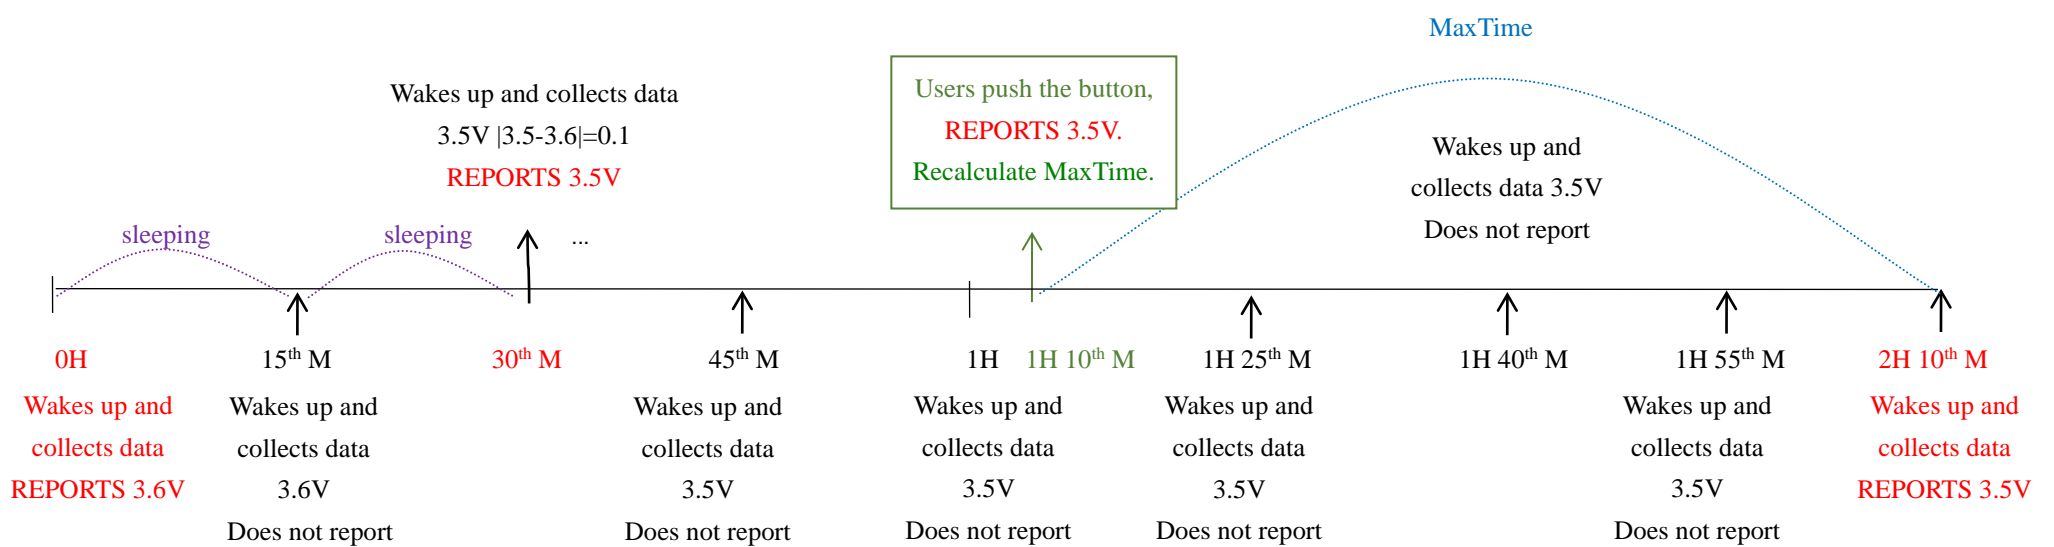 MaxTime
Wakes up and collects data
3.5V |3.5-3.6|=0.1
REPORTS 3.5V
Users push the button,
REPORTS 3.5V.
Recalculate MaxTime.
Wakes up and
collects data 3.5V
Does not report
sleeping
sleeping
...
0H
Wakes up and
collects data
REPORTS 3.6V
15th M
Wakes up and
collects data
3.6V
Does not report
30th M
45th M
Wakes up and
collects data
3.5V
Does not report
1H
Wakes up and
collects data
3.5V
Does not report
1H 10th M
1H 25th M
Wakes up and
collects data
3.5V
Does not report
1H 40th M
1H 55th M
Wakes up and
collects data
3.5V
Does not report
2H 10th M
Wakes up and
collects data
REPORTS 3.5V